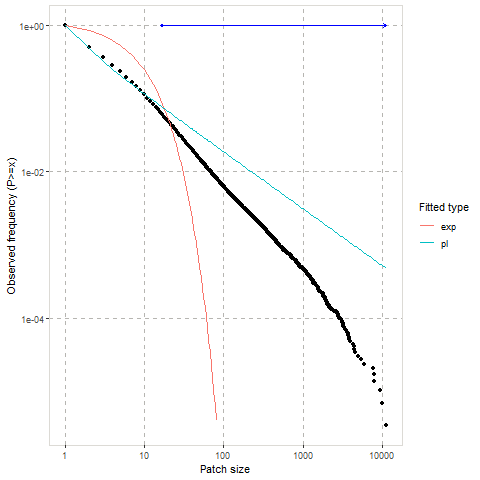 1e+00
1e-02
1e-04
Observed frequency (P>=x)
1
10
100
1000
10000
Patch size
Fitted type
exp
pl